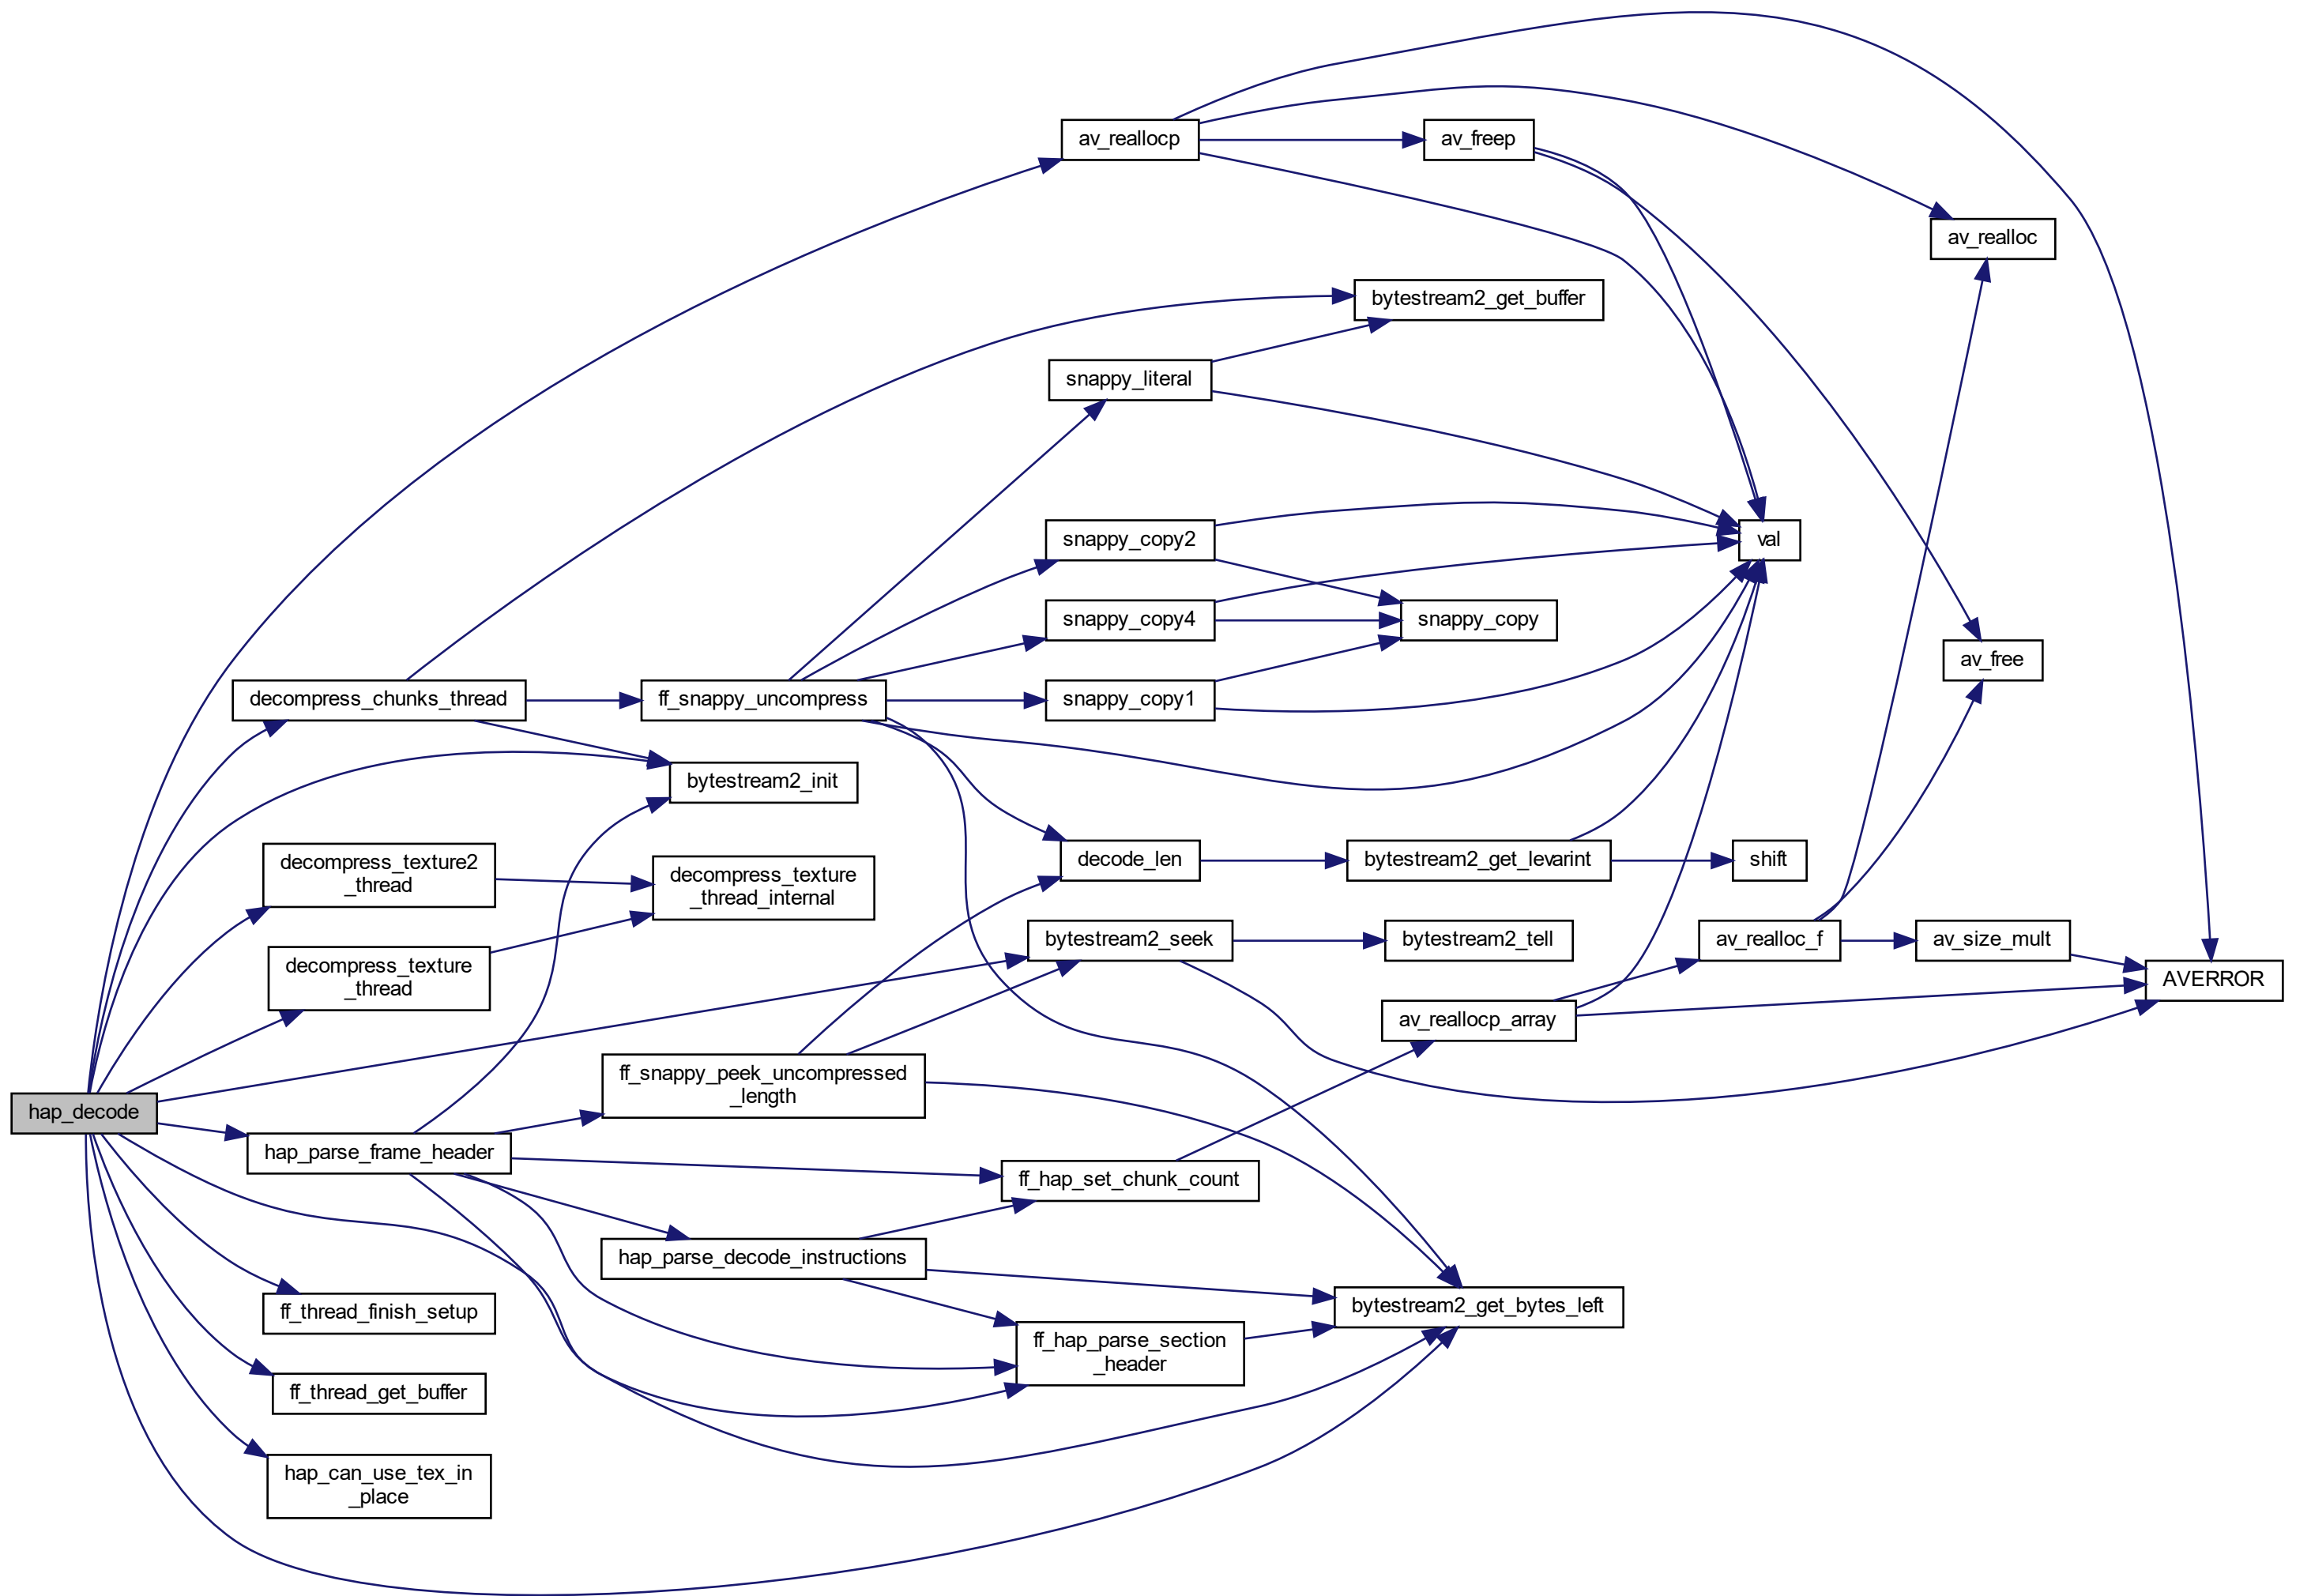 av_reallocp
av_freep
av_realloc
bytestream2_get_buffer
snappy_literal
snappy_copy2
val
snappy_copy4
snappy_copy
av_free
decompress_chunks_thread
ff_snappy_uncompress
snappy_copy1
bytestream2_init
decompress_texture2
_thread
decompress_texture
_thread_internal
decode_len
bytestream2_get_levarint
shift
bytestream2_seek
bytestream2_tell
av_realloc_f
av_size_mult
decompress_texture
_thread
AVERROR
av_reallocp_array
ff_snappy_peek_uncompressed
_length
hap_decode
hap_parse_frame_header
ff_hap_set_chunk_count
hap_parse_decode_instructions
ff_thread_finish_setup
bytestream2_get_bytes_left
ff_hap_parse_section
_header
ff_thread_get_buffer
hap_can_use_tex_in
_place